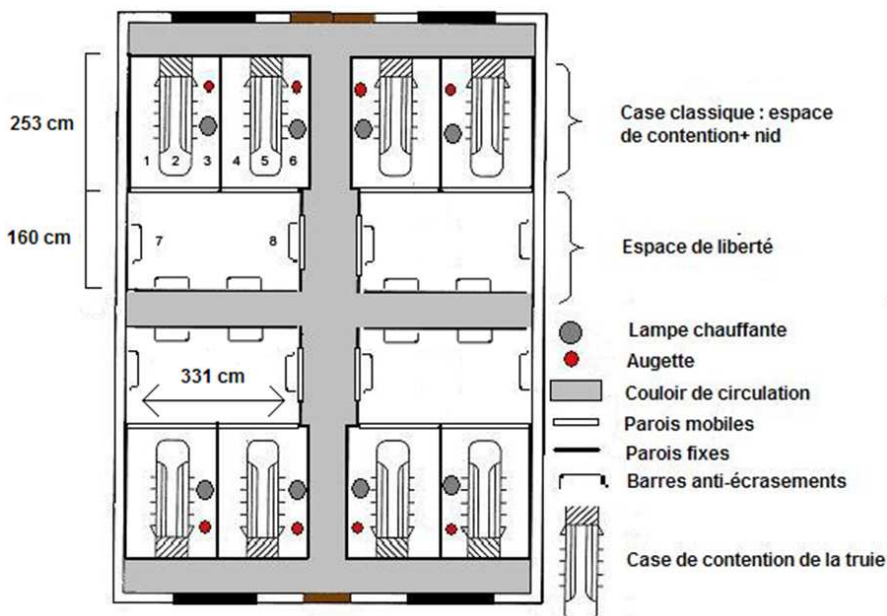 253 cm
160 cm
1 2 3 4 5 6
7 8
331 cm
Case classique : espace
de contention+ nid
Espace de liberté
Lampe chauffante
Augette
Couloir de circulation
Parois mobiles
Parois fixes
Barres anti-écrasements
Case de contention de la truie